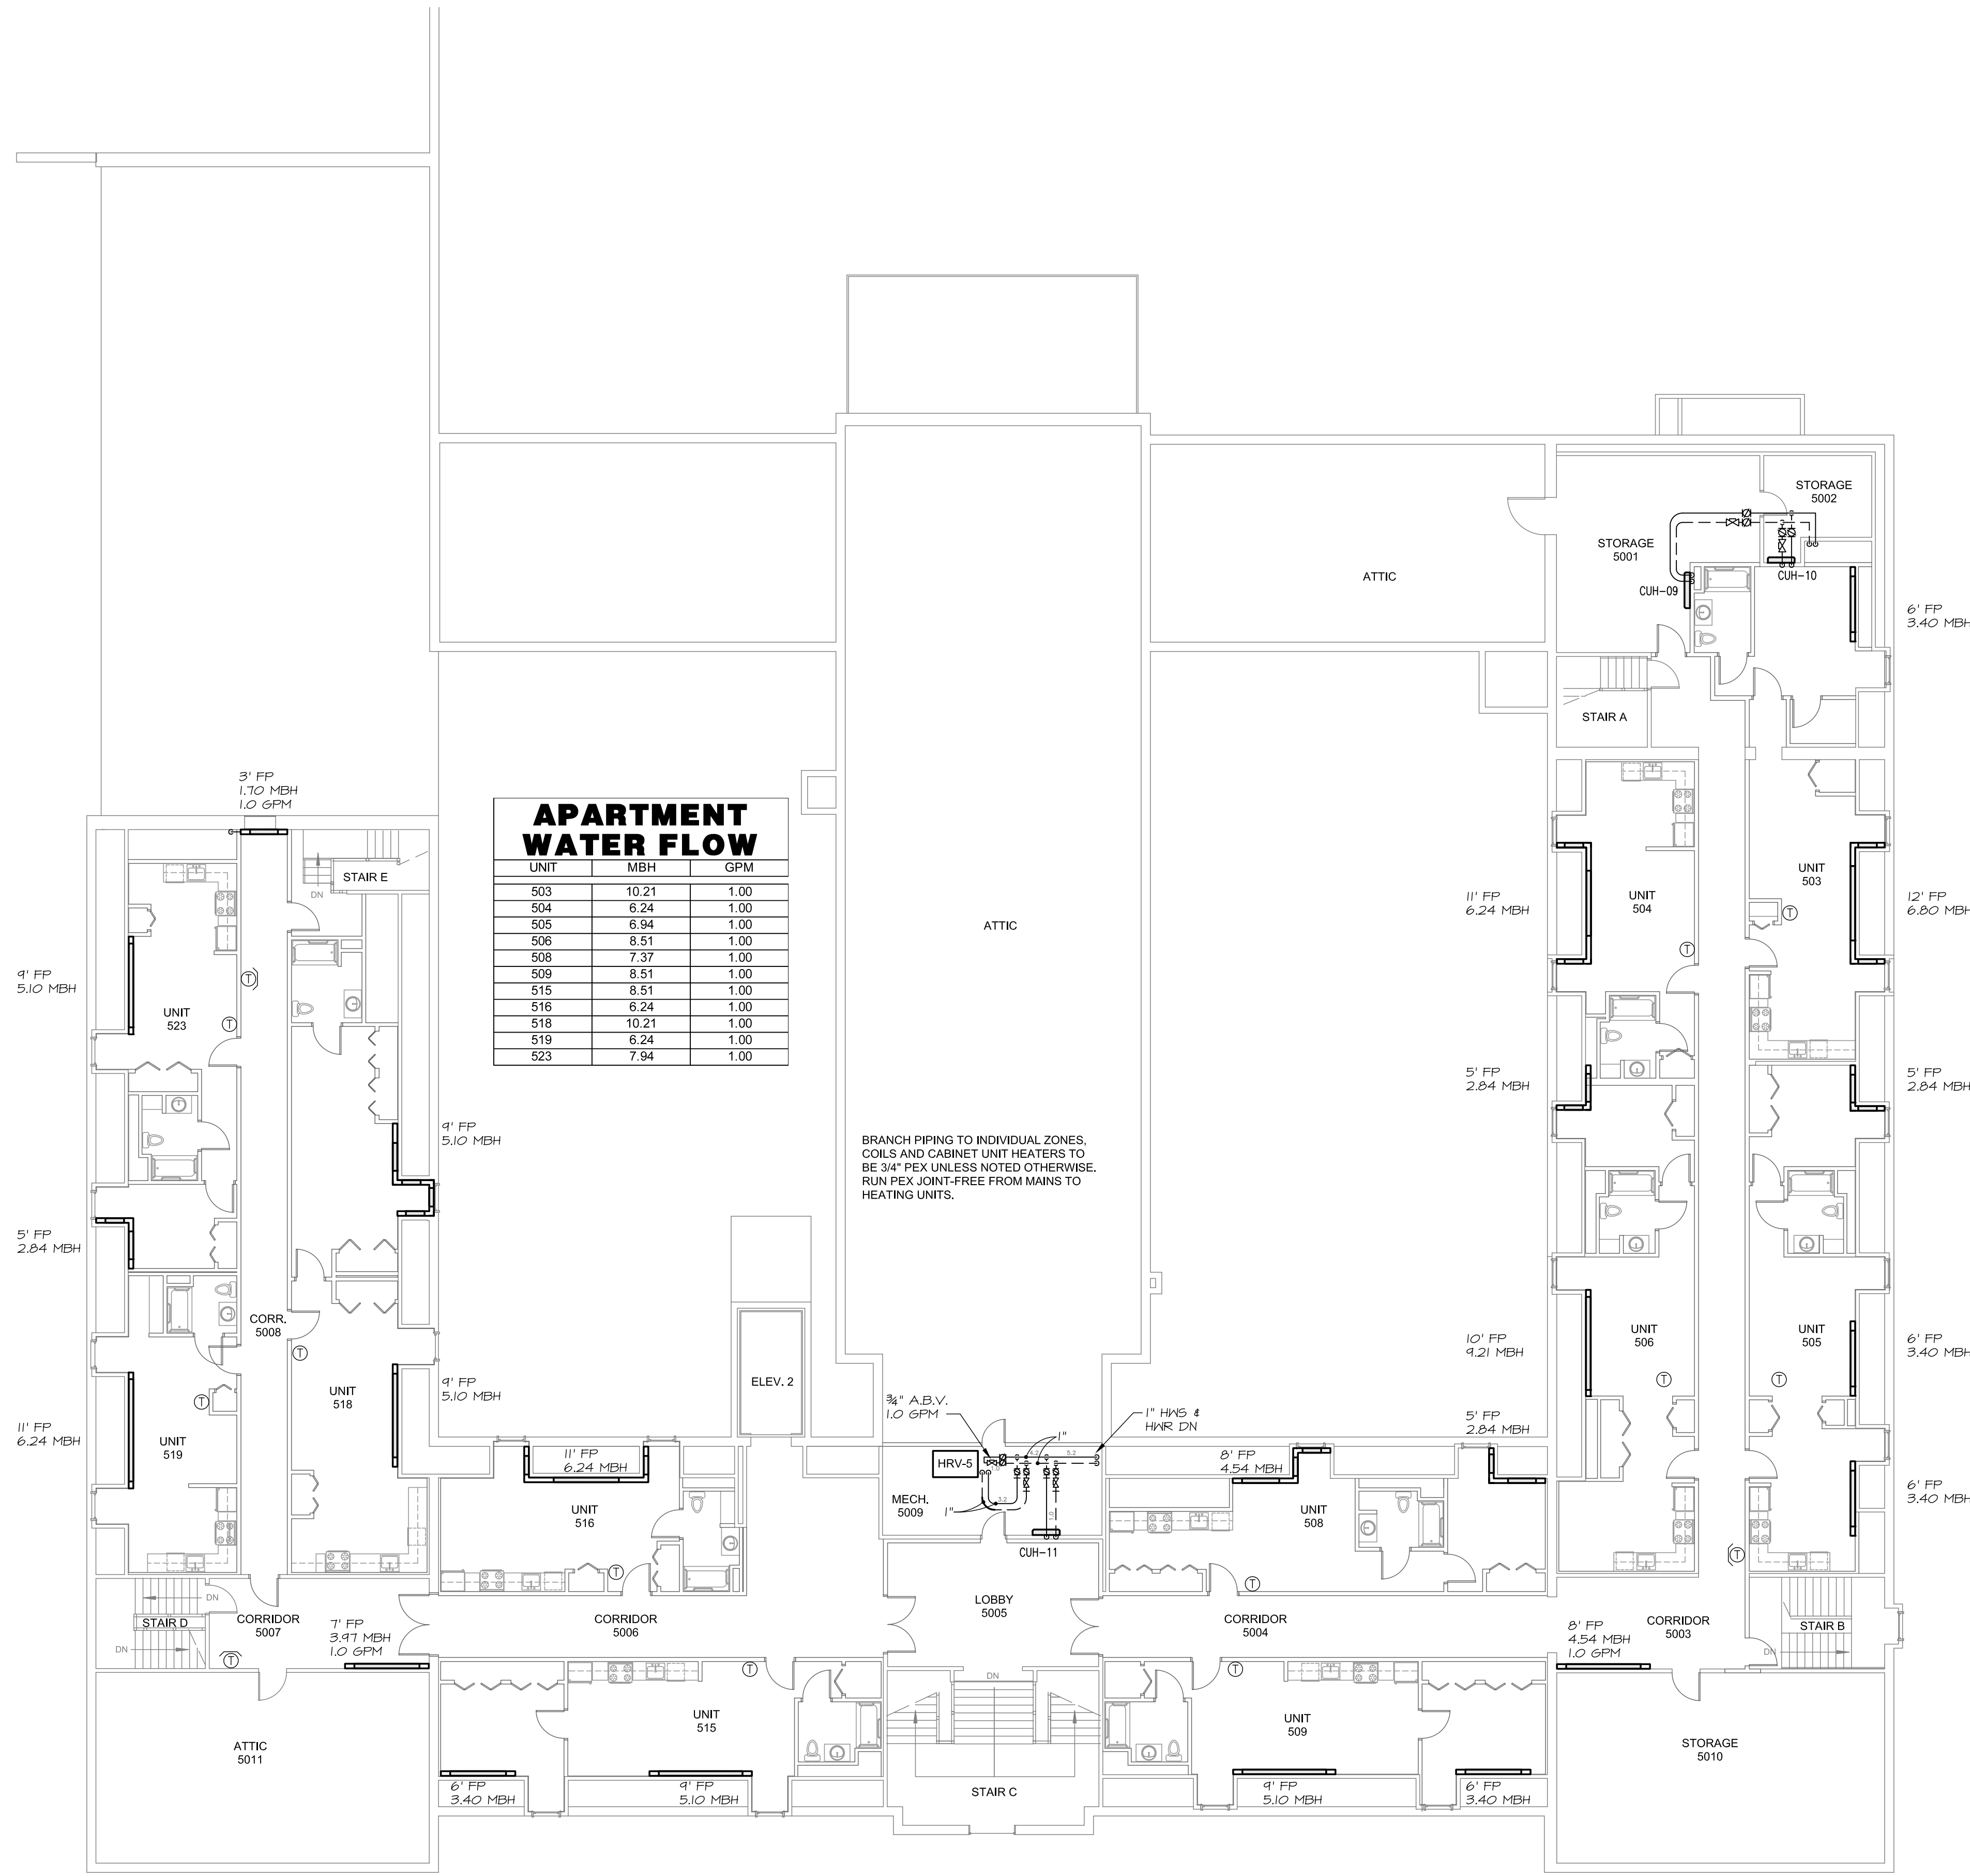 STORAGE
5002
STORAGE
5001
CUH-09
CUH-10
ATTIC
6' FP
3.40 MBH
STAIR A
3' FP
1.70 MBH
1.0 GPM
APARTMENT
WATER FLOW
UNIT MBH GPM
503 10.21 1.00
504 6.24 1.00
505 6.94 1.00
506 8.51 1.00
508 7.37 1.00
509 8.51 1.00
515 8.51 1.00
516 6.24 1.00
518 10.21 1.00
519 6.24 1.00
523 7.94 1.00
STAIR E
DN
UNIT
503
T
12' FP
6.80 MBH
11' FP
6.24 MBH
UNIT
504
T
ATTIC
9' FP
5.10 MBH
UNIT
523
T
T
5' FP
2.84 MBH
5' FP
2.84 MBH
9' FP
5.10 MBH
BRANCH PIPING TO INDIVIDUAL ZONES,
COILS AND CABINET UNIT HEATERS TO
BE 3/4" PEX UNLESS NOTED OTHERWISE.
RUN PEX JOINT-FREE FROM MAINS TO
HEATING UNITS.
5' FP
2.84 MBH
CORR.
5008
T
10' FP
9.21 MBH
UNIT
506
T
UNIT
505
T
6' FP
3.40 MBH
ELEV. 2
9' FP
5.10 MBH
UNIT
518
T
11' FP
6.24 MBH
UNIT
519
¾" A.B.V.
1.0 GPM
1" HWS &
HWR DN
1"
4.2
5.2
1.0
HRV-5
MECH.
5009
1"
3.2
1.0
CUH-11
5' FP
2.84 MBH
8' FP
4.54 MBH
UNIT
508
T
11' FP
6.24 MBH
UNIT
516
T
6' FP
3.40 MBH
T
DN
STAIR D
DN
CORRIDOR
5007
T
7' FP
3.97 MBH
1.0 GPM
CORRIDOR
5006
LOBBY
5005
CORRIDOR
5004
8' FP
4.54 MBH
1.0 GPM
CORRIDOR
5003
STAIR B
DN
T
DN
T
UNIT
515
UNIT
509
ATTIC
5011
STORAGE
5010
6' FP
3.40 MBH
9' FP
5.10 MBH
STAIR C
9' FP
5.10 MBH
6' FP
3.40 MBH